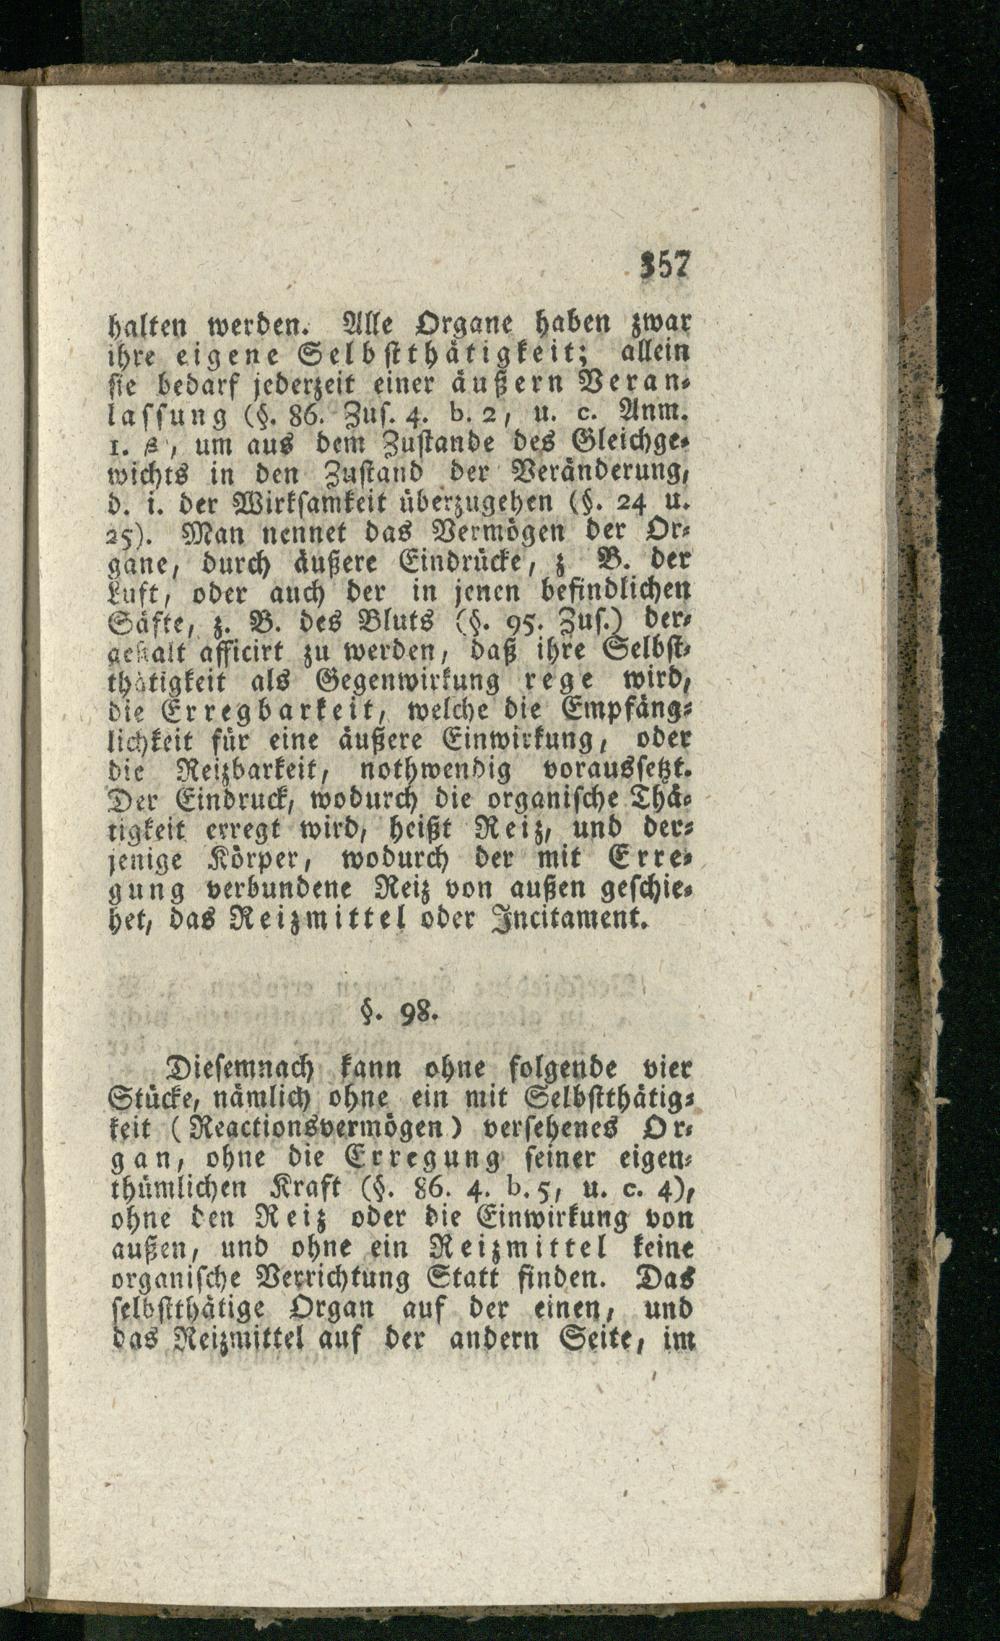 357
halten werden. Alle Organe haben zwar
ihre eigene Selbstthätigkeit; allein
sie bedarf jederzeit einer äußern Veran-
lassung (§. 86. Zus. 4. b. 2, u. c. Anm.
1. , um aus dem Zustande des Gleichge-
wichts in den Zustand der Veränderung,
d. i. der Wirksamkeit überzugehen (§. 24 u.
25). Man nennet das Vermögen der Or-
gane, durch äußere Eindrücke, z B. der
Luft, oder auch der in jenen befindlichen
Säfte, z. B. des Bluts (§. 95. Zus.) der-
gestalt afficirt zu werden, daß ihre Selbst-
thätigkeit als Gegenwirkung rege wird,
die Erregbarkeit, welche die Empfäng-
lichkeit für eine äußere Einwirkung, oder
die Reizbarkeit, nothwendig voraussetzt.
Der Eindruck, wodurch die organische Thä-
tigkeit erregt wird, heißt Reiz, und der-
jenige Körper, wodurch der mit Erre-
gung verbundene Reiz von außen geschie-
het, das Reizmittel oder Incitament.
§. 98.
Diesemnach kann ohne folgende vier
Stücke, nämlich ohne ein mit Selbstthätig-
keit (Reactionsvermögen) versehenes Or-
gan, ohne die Erregung seiner eigen-
thümlichen Kraft (§. 86. 4. b. 5, u. c. 4),
ohne den Reiz oder die Einwirkung von
außen, und ohne ein Reizmittel keine
organische Verrichtung Statt finden. Das
selbstthätige Organ auf der einen, und
das Reizmittel auf der andern Seite, im